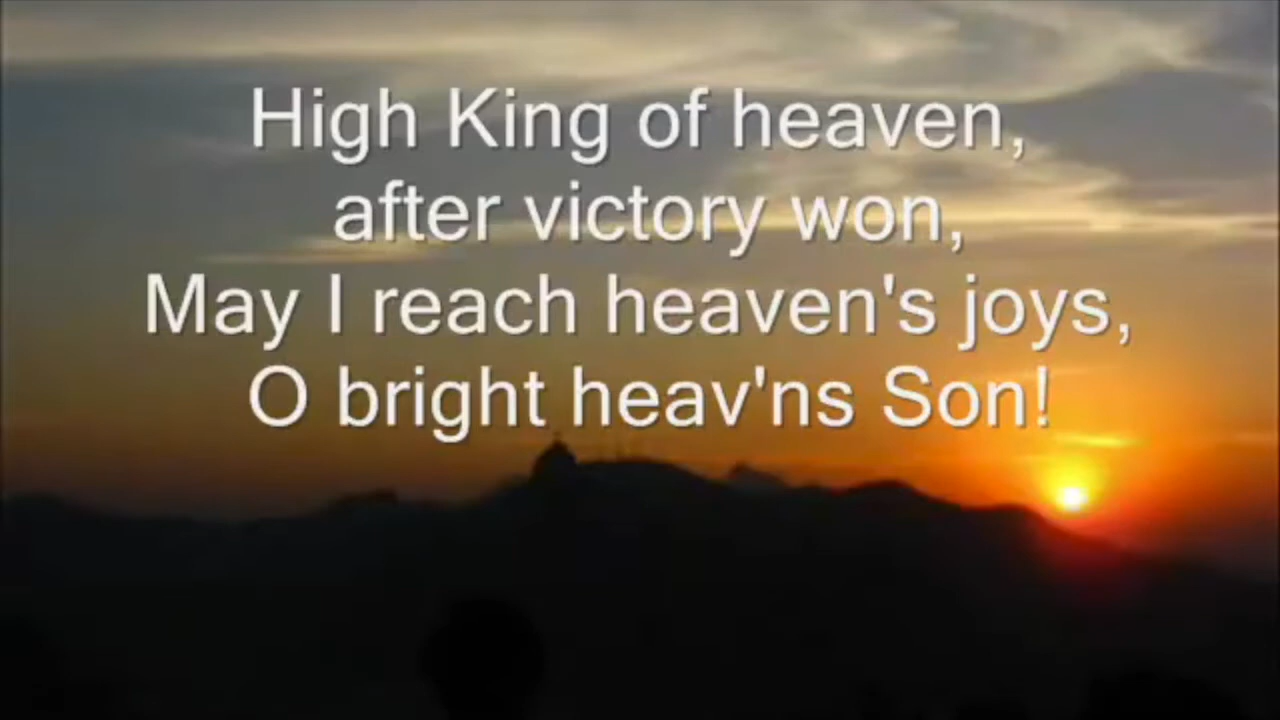 High King of heaven,
after victory won,
May I reach heaven's joys,
O bright heav'ns Son!